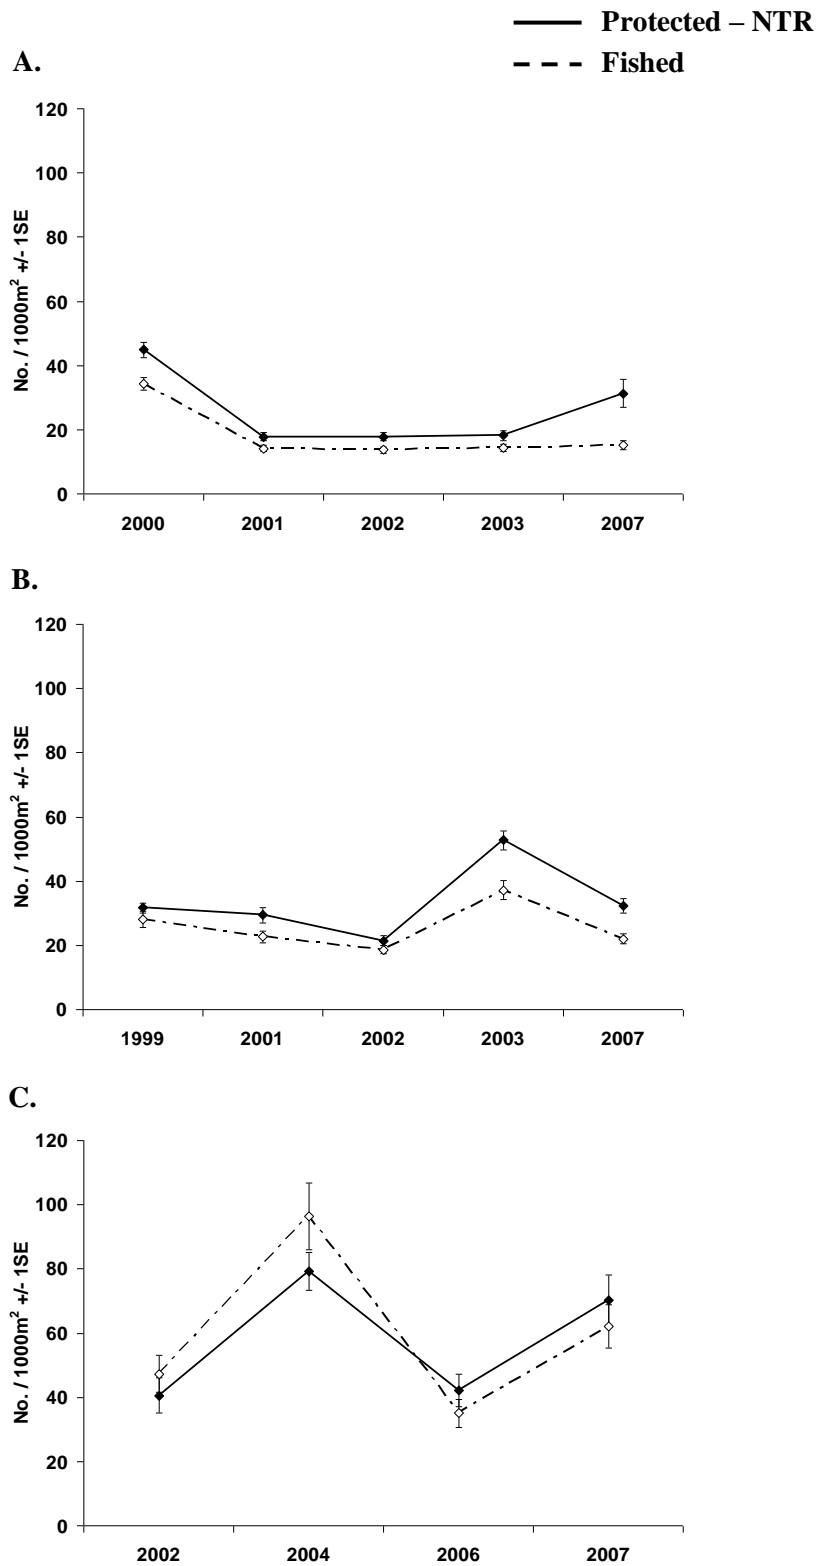 Protected – NTR
Fished
A.
No. / 1000m² +/- 1SE
120
100
80
60
40
20
0
2000 2001 2002 2003 2007
B.
No. / 1000m² +/- 1SE
120
100
80
60
40
20
0
1999 2001 2002 2003 2007
C.
No. / 1000m² +/- 1SE
120
100
80
60
40
20
0
2002 2004 2006 2007